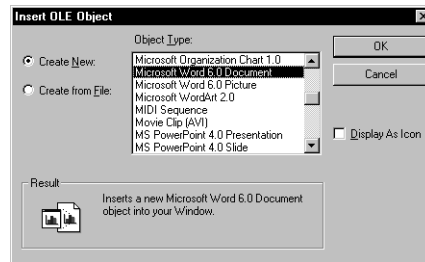 Insert OLE Object
Object Type:
Create New:
Create from File:
Microsoft Organization Chart 1.0
Microsoft Word 6.0 Document
Microsoft Word 6.0 Picture
Microsoft WordArt 2.0
MIDI Sequence
Movie Clip (AVI)
MS PowerPoint 4.0 Presentation
MS PowerPoint 4.0 Slide
OK
Cancel
Display As Icon
Result
Inserts a new Microsoft Word 6.0 Document
object into your Window.